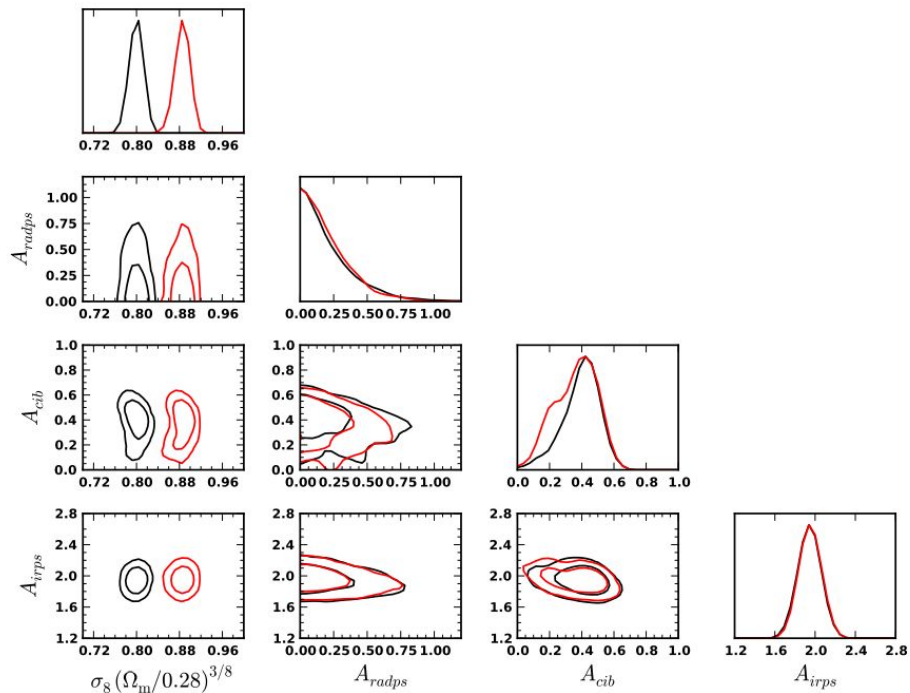 0.72 0.80 0.88 0.96
A_{radps}
1.00
0.75
0.50
0.25
0.00
0.72 0.80 0.88 0.96
0.00 0.25 0.50 0.75 1.00
A_{cib}
1.0
0.8
0.6
0.4
0.2
0.0
0.72 0.80 0.88 0.96
0.00 0.25 0.50 0.75 1.00
0.0 0.2 0.4 0.6 0.8 1.0
A_{irps}
2.8
2.4
2.0
1.6
1.2
0.72 0.80 0.88 0.96
0.00 0.25 0.50 0.75 1.00
0.0 0.2 0.4 0.6 0.8 1.0
1.2 1.6 2.0 2.4 2.8
σ_8(Ω_m/0.28)^{3/8}
A_{radps}
A_{cib}
A_{irps}